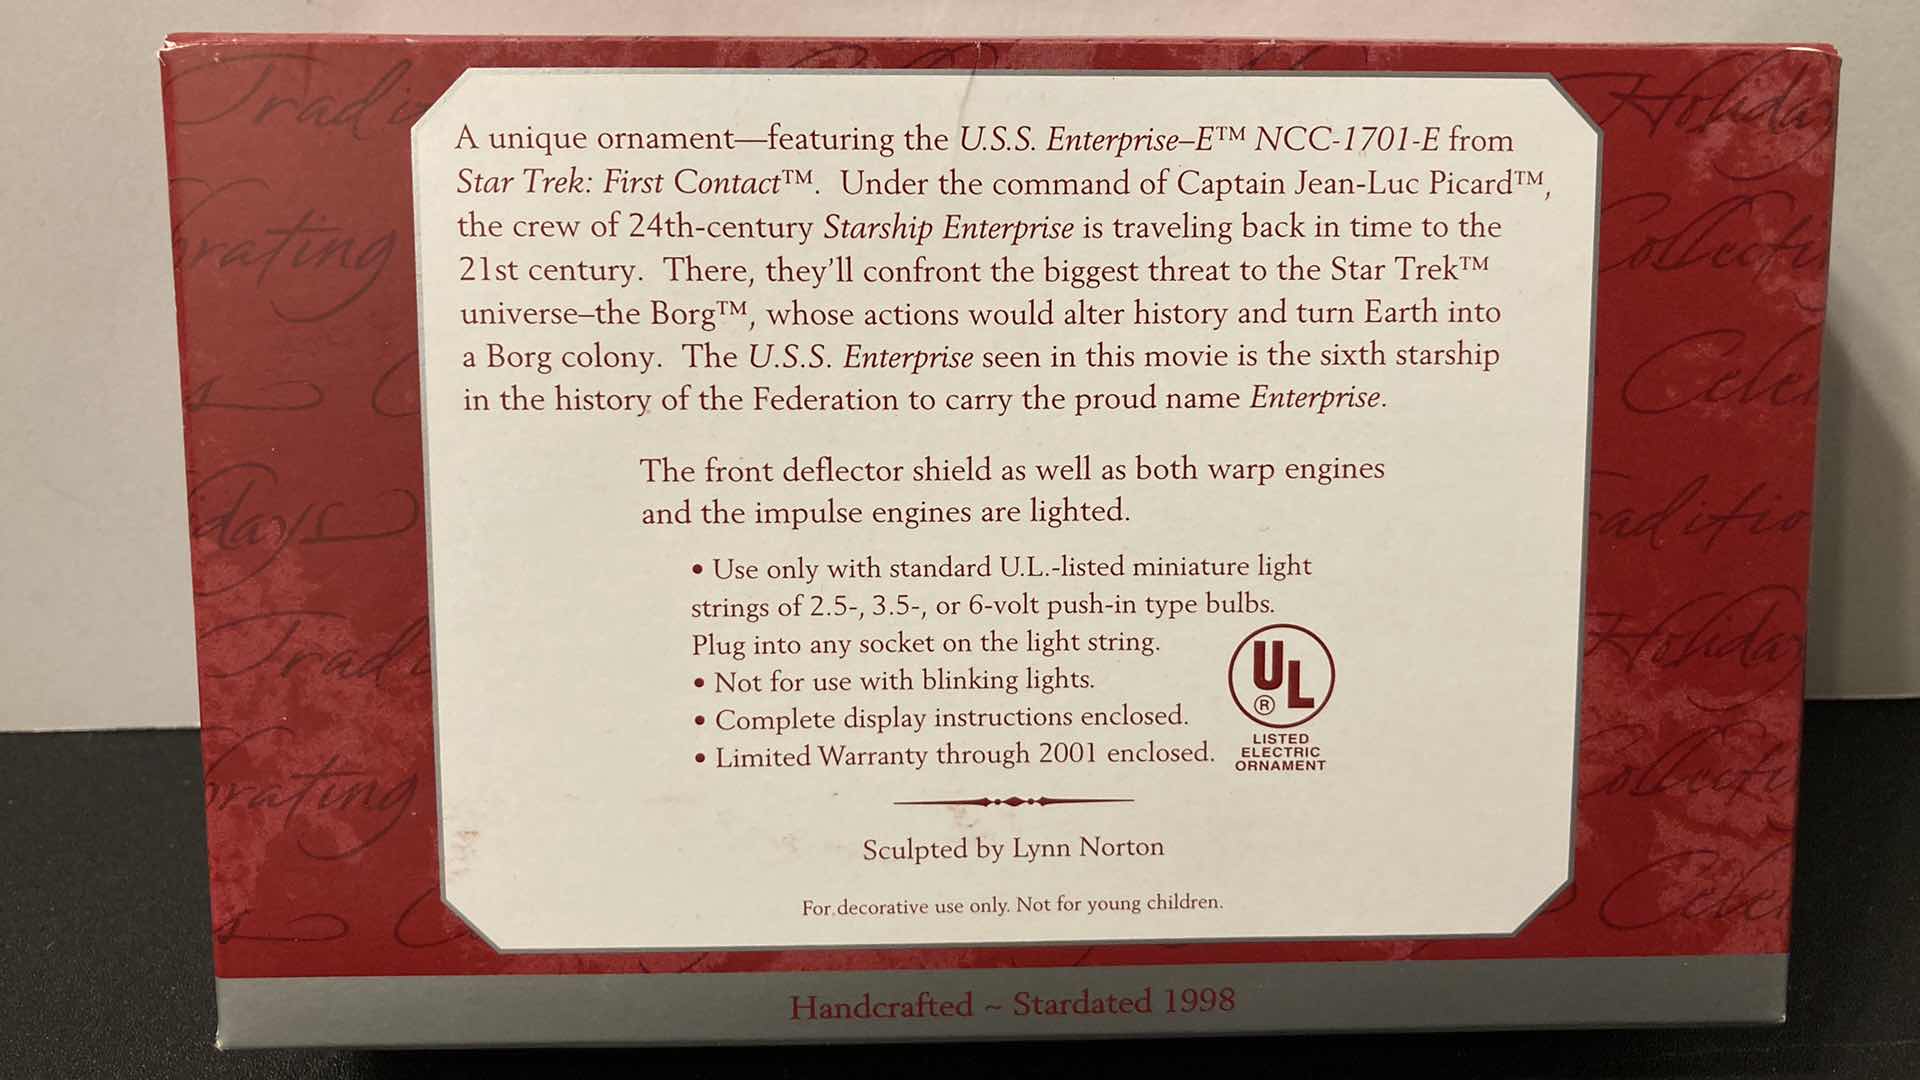 A unique ornament—featuring the U.S.S. Enterprise–E™ NCC-1701-E from
Star Trek: First Contact™. Under the command of Captain Jean-Luc Picard™,
the crew of 24th-century Starship Enterprise is traveling back in time to the
21st century. There, they'll confront the biggest threat to the Star Trek™
universe–the Borg™, whose actions would alter history and turn Earth into
a Borg colony. The U.S.S. Enterprise seen in this movie is the sixth starship
in the history of the Federation to carry the proud name Enterprise.
The front deflector shield as well as both warp engines
and the impulse engines are lighted.
• Use only with standard U.L.-listed miniature light
strings of 2.5-, 3.5-, or 6-volt push-in type bulbs.
Plug into any socket on the light string.
• Not for use with blinking lights.
• Complete display instructions enclosed.
• Limited Warranty through 2001 enclosed.
UL
®
LISTED
ELECTRIC
ORNAMENT
Sculpted by Lynn Norton
For decorative use only. Not for young children.
Handcrafted ~ Stardated 1998